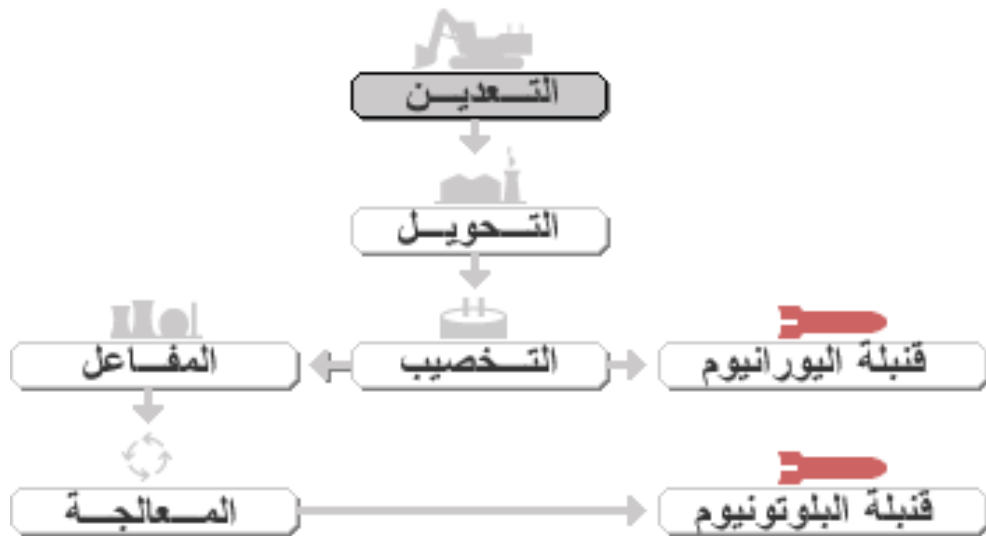 التعدين
التحويل
قنبلة اليورانيوم
التخصيب
المفاعل
قنبلة البلوتونيوم
المعالجة